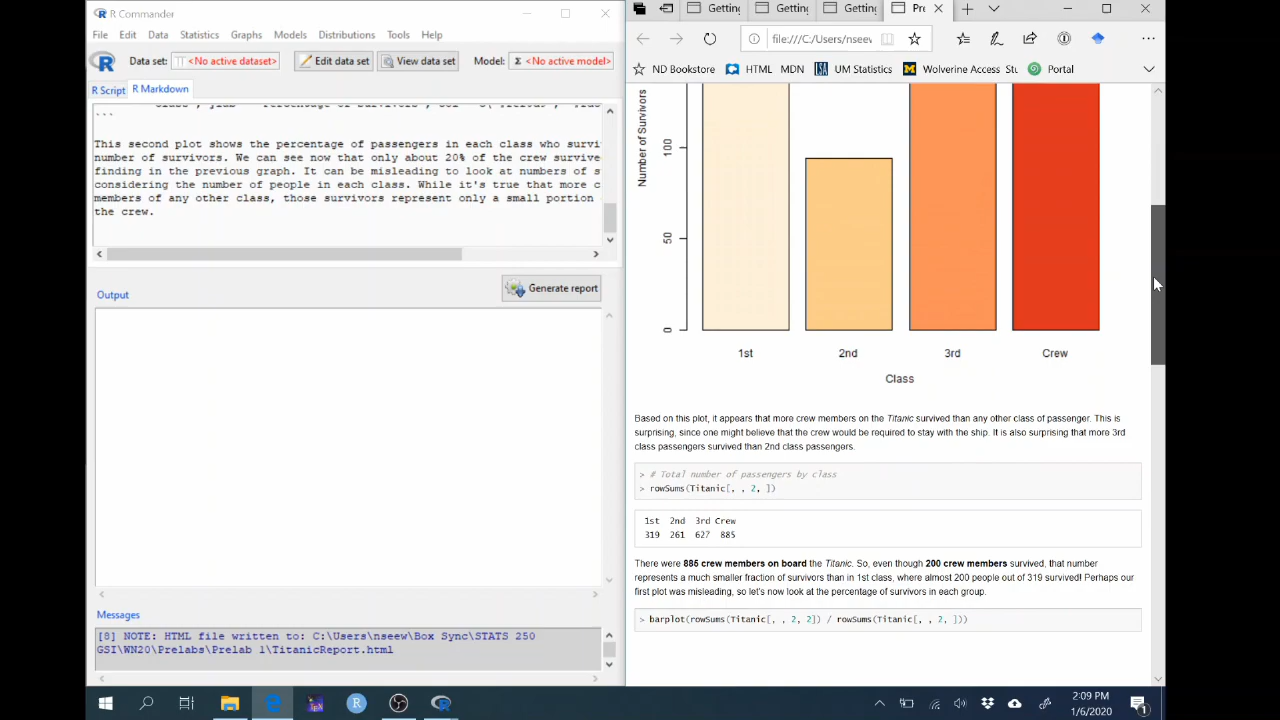 R Commander
File Edit Data Statistics Graphs Models Distributions Tools Help
Data set: <No active dataset> Edit data set View data set Model: Σ <No active model>
R Script R Markdown
```
This second plot shows the percentage of passengers in each class who survi
number of survivors. We can see now that only about 20% of the crew survive
finding in the previous graph. It can be misleading to look at numbers of s
considering the number of people in each class. While it's true that more c
members of any other class, those survivors represent only a small portion
the crew.
Generate report
Output
Messages
[8] NOTE: HTML file written to: C:\Users\nseew\Box Sync\STATS 250
GSI\WN20\Prelabs\Prelab 1\TitanicReport.html
Getting Getting Getting Pro
file:///C:/Users/nseew
ND Bookstore HTML MDN UM Statistics Wolverine Access Stu Portal
Number of Survivors
100
50
0
1st 2nd 3rd Crew
Class
Based on this plot, it appears that more crew members on the Titanic survived than any other class of passenger. This is
surprising, since one might believe that the crew would be required to stay with the ship. It is also surprising that more 3rd
class passengers survived than 2nd class passengers.
> # Total number of passengers by class
> rowSums(Titanic[, , 2, ])
1st 2nd 3rd Crew
319 261 627 885
There were 885 crew members on board the Titanic. So, even though 200 crew members survived, that number
represents a much smaller fraction of survivors than in 1st class, where almost 200 people out of 319 survived! Perhaps our
first plot was misleading, so let's now look at the percentage of survivors in each group.
> barplot(rowSums(Titanic[, , 2, 2]) / rowSums(Titanic[, , 2, ]))
2:09 PM
1/6/2020